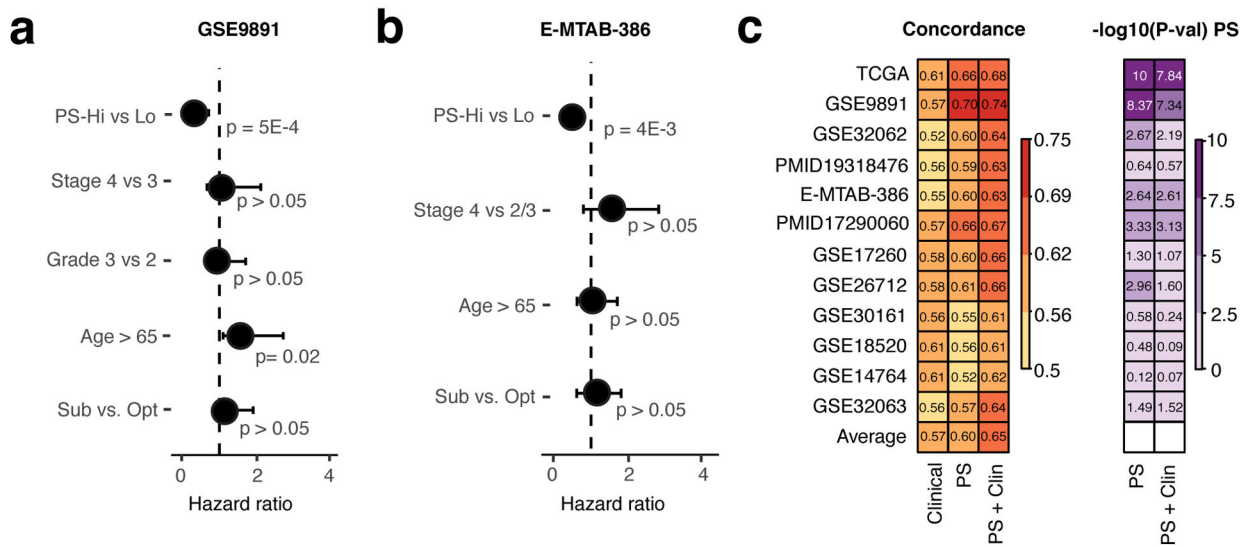 a
GSE9891
PS-Hi vs Lo
p = 5E-4
Stage 4 vs 3
p > 0.05
Grade 3 vs 2
p > 0.05
Age > 65
p= 0.02
Sub vs. Opt
p > 0.05
0 2 4
Hazard ratio
b
E-MTAB-386
PS-Hi vs Lo
p = 4E-3
Stage 4 vs 2/3
p > 0.05
Age > 65
p > 0.05
Sub vs. Opt
p > 0.05
0 2 4
Hazard ratio
c
Concordance
-log10(P-val) PS
TCGA 0.61 0.66 0.68 10 7.84
GSE9891 0.57 0.70 0.74 8.37 7.34
GSE32062 0.52 0.60 0.64 2.67 2.19
PMID19318476 0.56 0.59 0.63 0.64 0.57
E-MTAB-386 0.55 0.60 0.63 2.64 2.61
PMID17290060 0.57 0.66 0.67 3.33 3.13
GSE17260 0.58 0.60 0.66 1.30 1.07
GSE26712 0.58 0.61 0.66 2.96 1.60
GSE30161 0.56 0.55 0.61 0.58 0.24
GSE18520 0.61 0.56 0.61 0.48 0.09
GSE14764 0.61 0.52 0.62 0.12 0.07
GSE32063 0.56 0.57 0.64 1.49 1.52
Average 0.57 0.60 0.65
Clinical
PS
PS + Clin
0.75
0.69
0.62
0.56
0.5
PS
PS + Clin
10
7.5
5
2.5
0